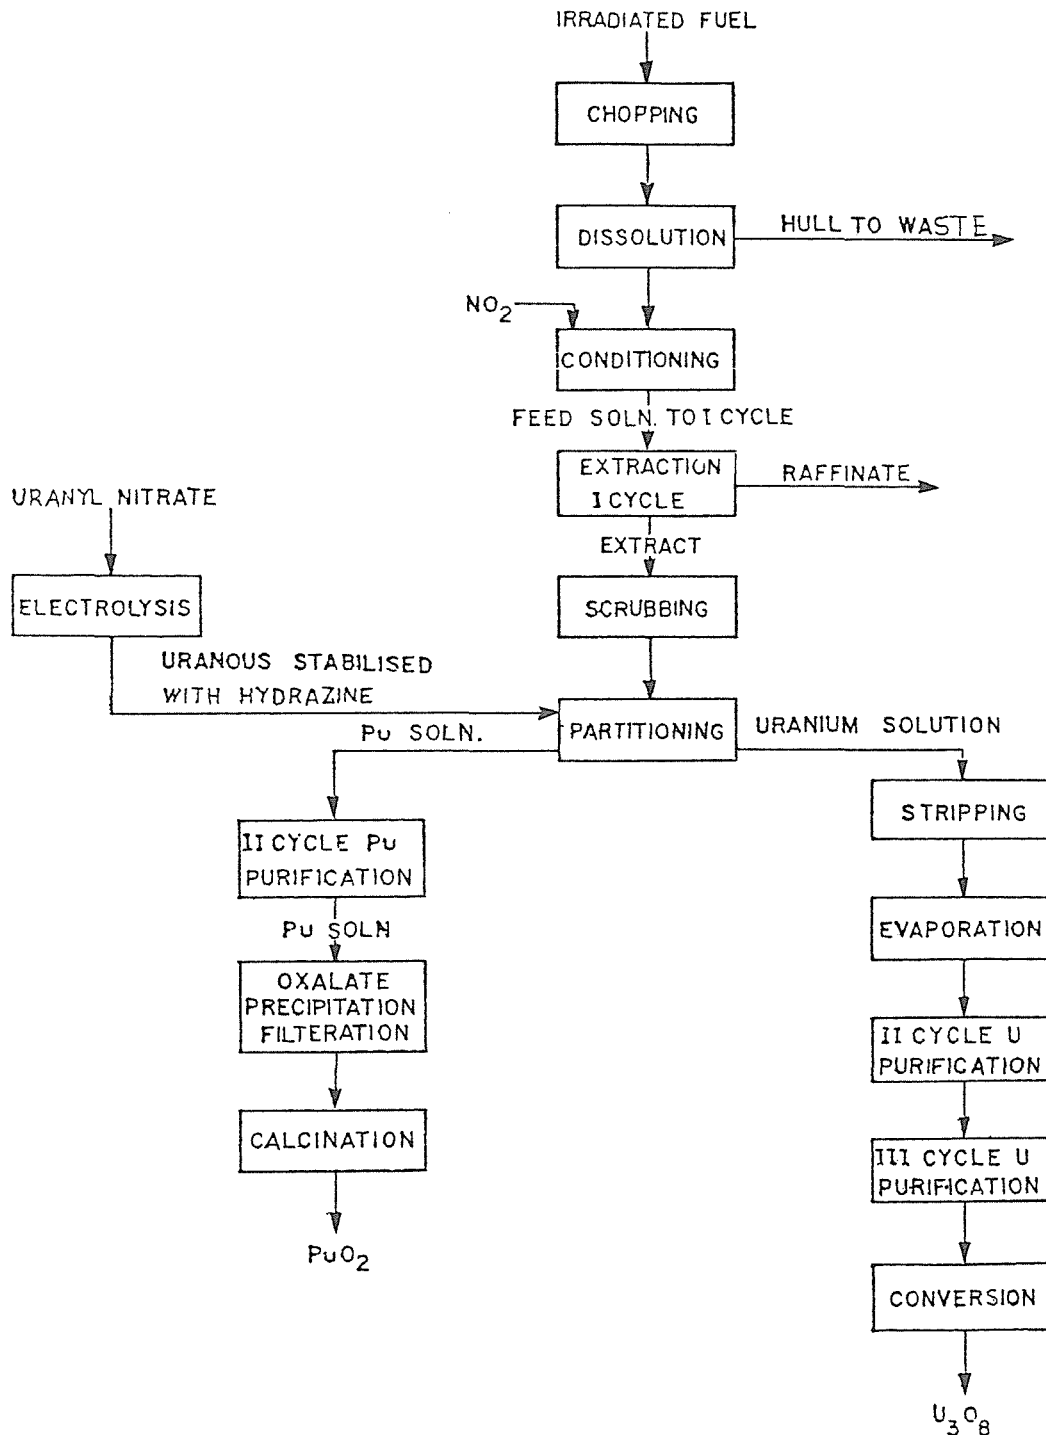 IRRADIATED FUEL
CHOPPING
DISSOLUTION
HULL TO WASTE
NO2
CONDITIONING
FEED SOLN. TO I CYCLE
EXTRACTION
I CYCLE
RAFFINATE
EXTRACT
SCRUBBING
URANYL NITRATE
ELECTROLYSIS
URANOUS STABILISED
WITH HYDRAZINE
PARTITIONING
Pu SOLN.
URANIUM SOLUTION
II CYCLE Pu
PURIFICATION
Pu SOLN
OXALATE
PRECIPITATION
FILTERATION
CALCINATION
PuO2
STRIPPING
EVAPORATION
II CYCLE U
PURIFICATION
III CYCLE U
PURIFICATION
CONVERSION
U3O8